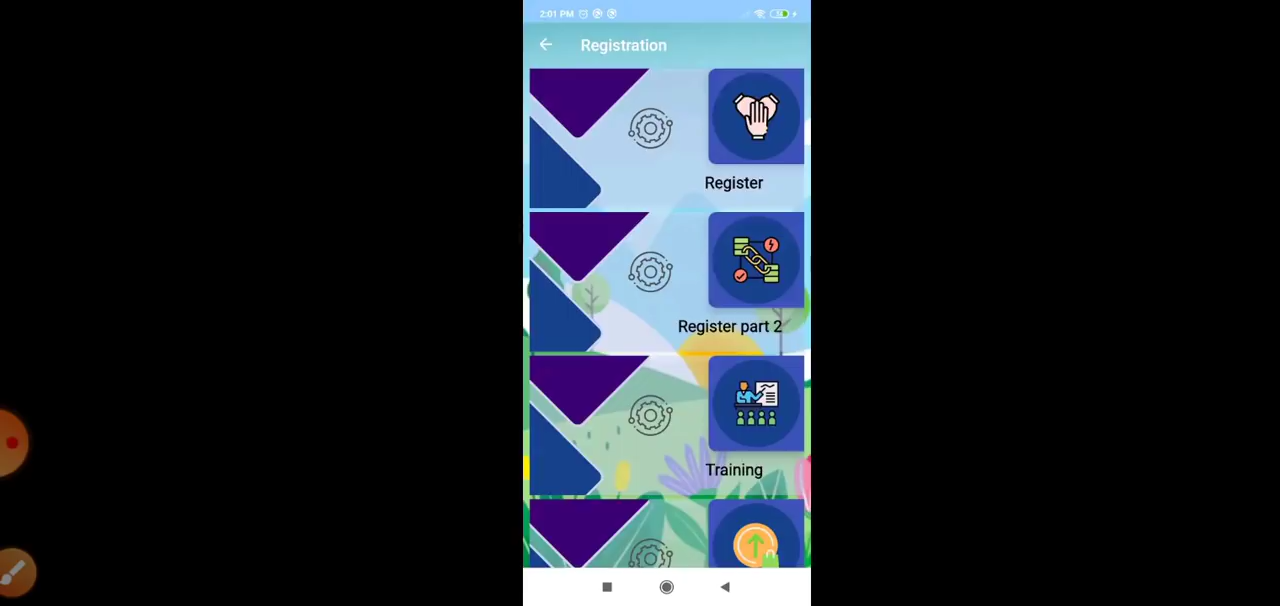 2:01 PM
Registration
Register
Register part 2
Training